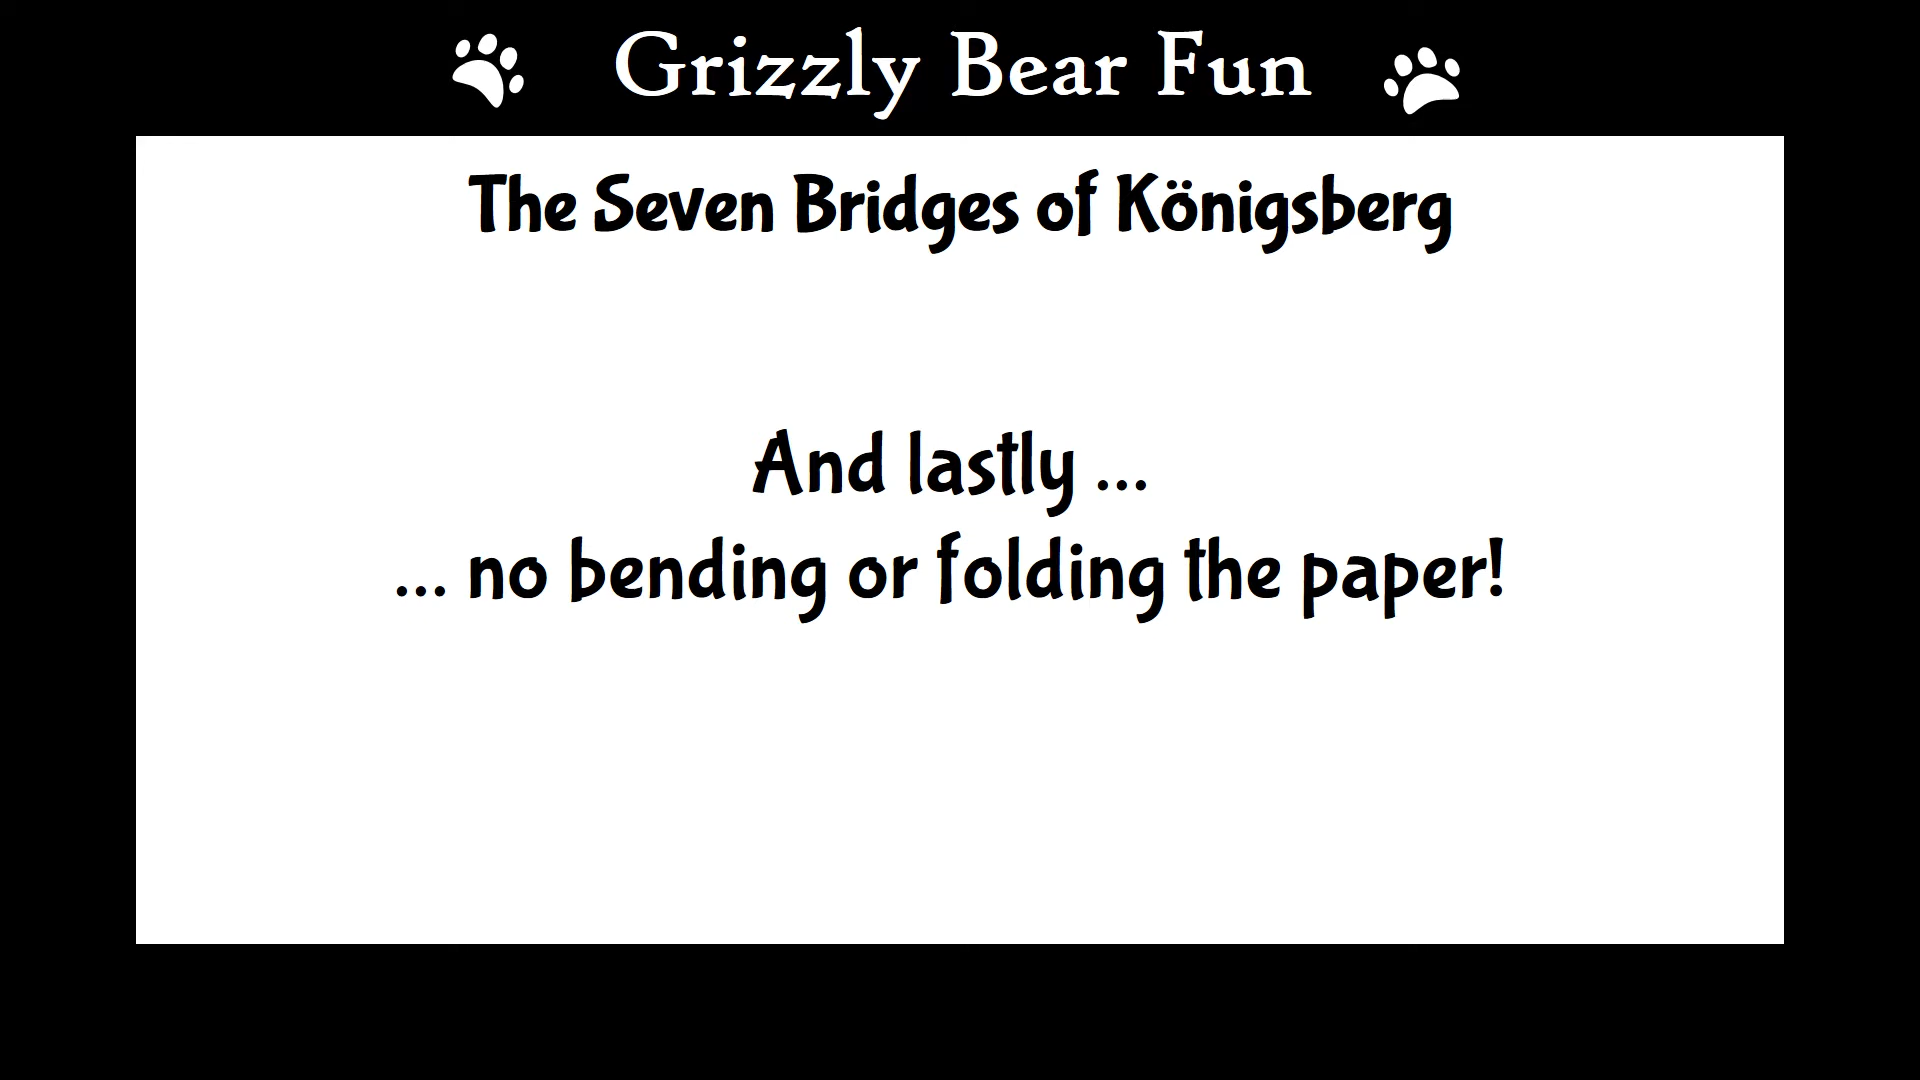 Grizzly Bear Fun
The Seven Bridges of Königsberg
And lastly ...
... no bending or folding the paper!